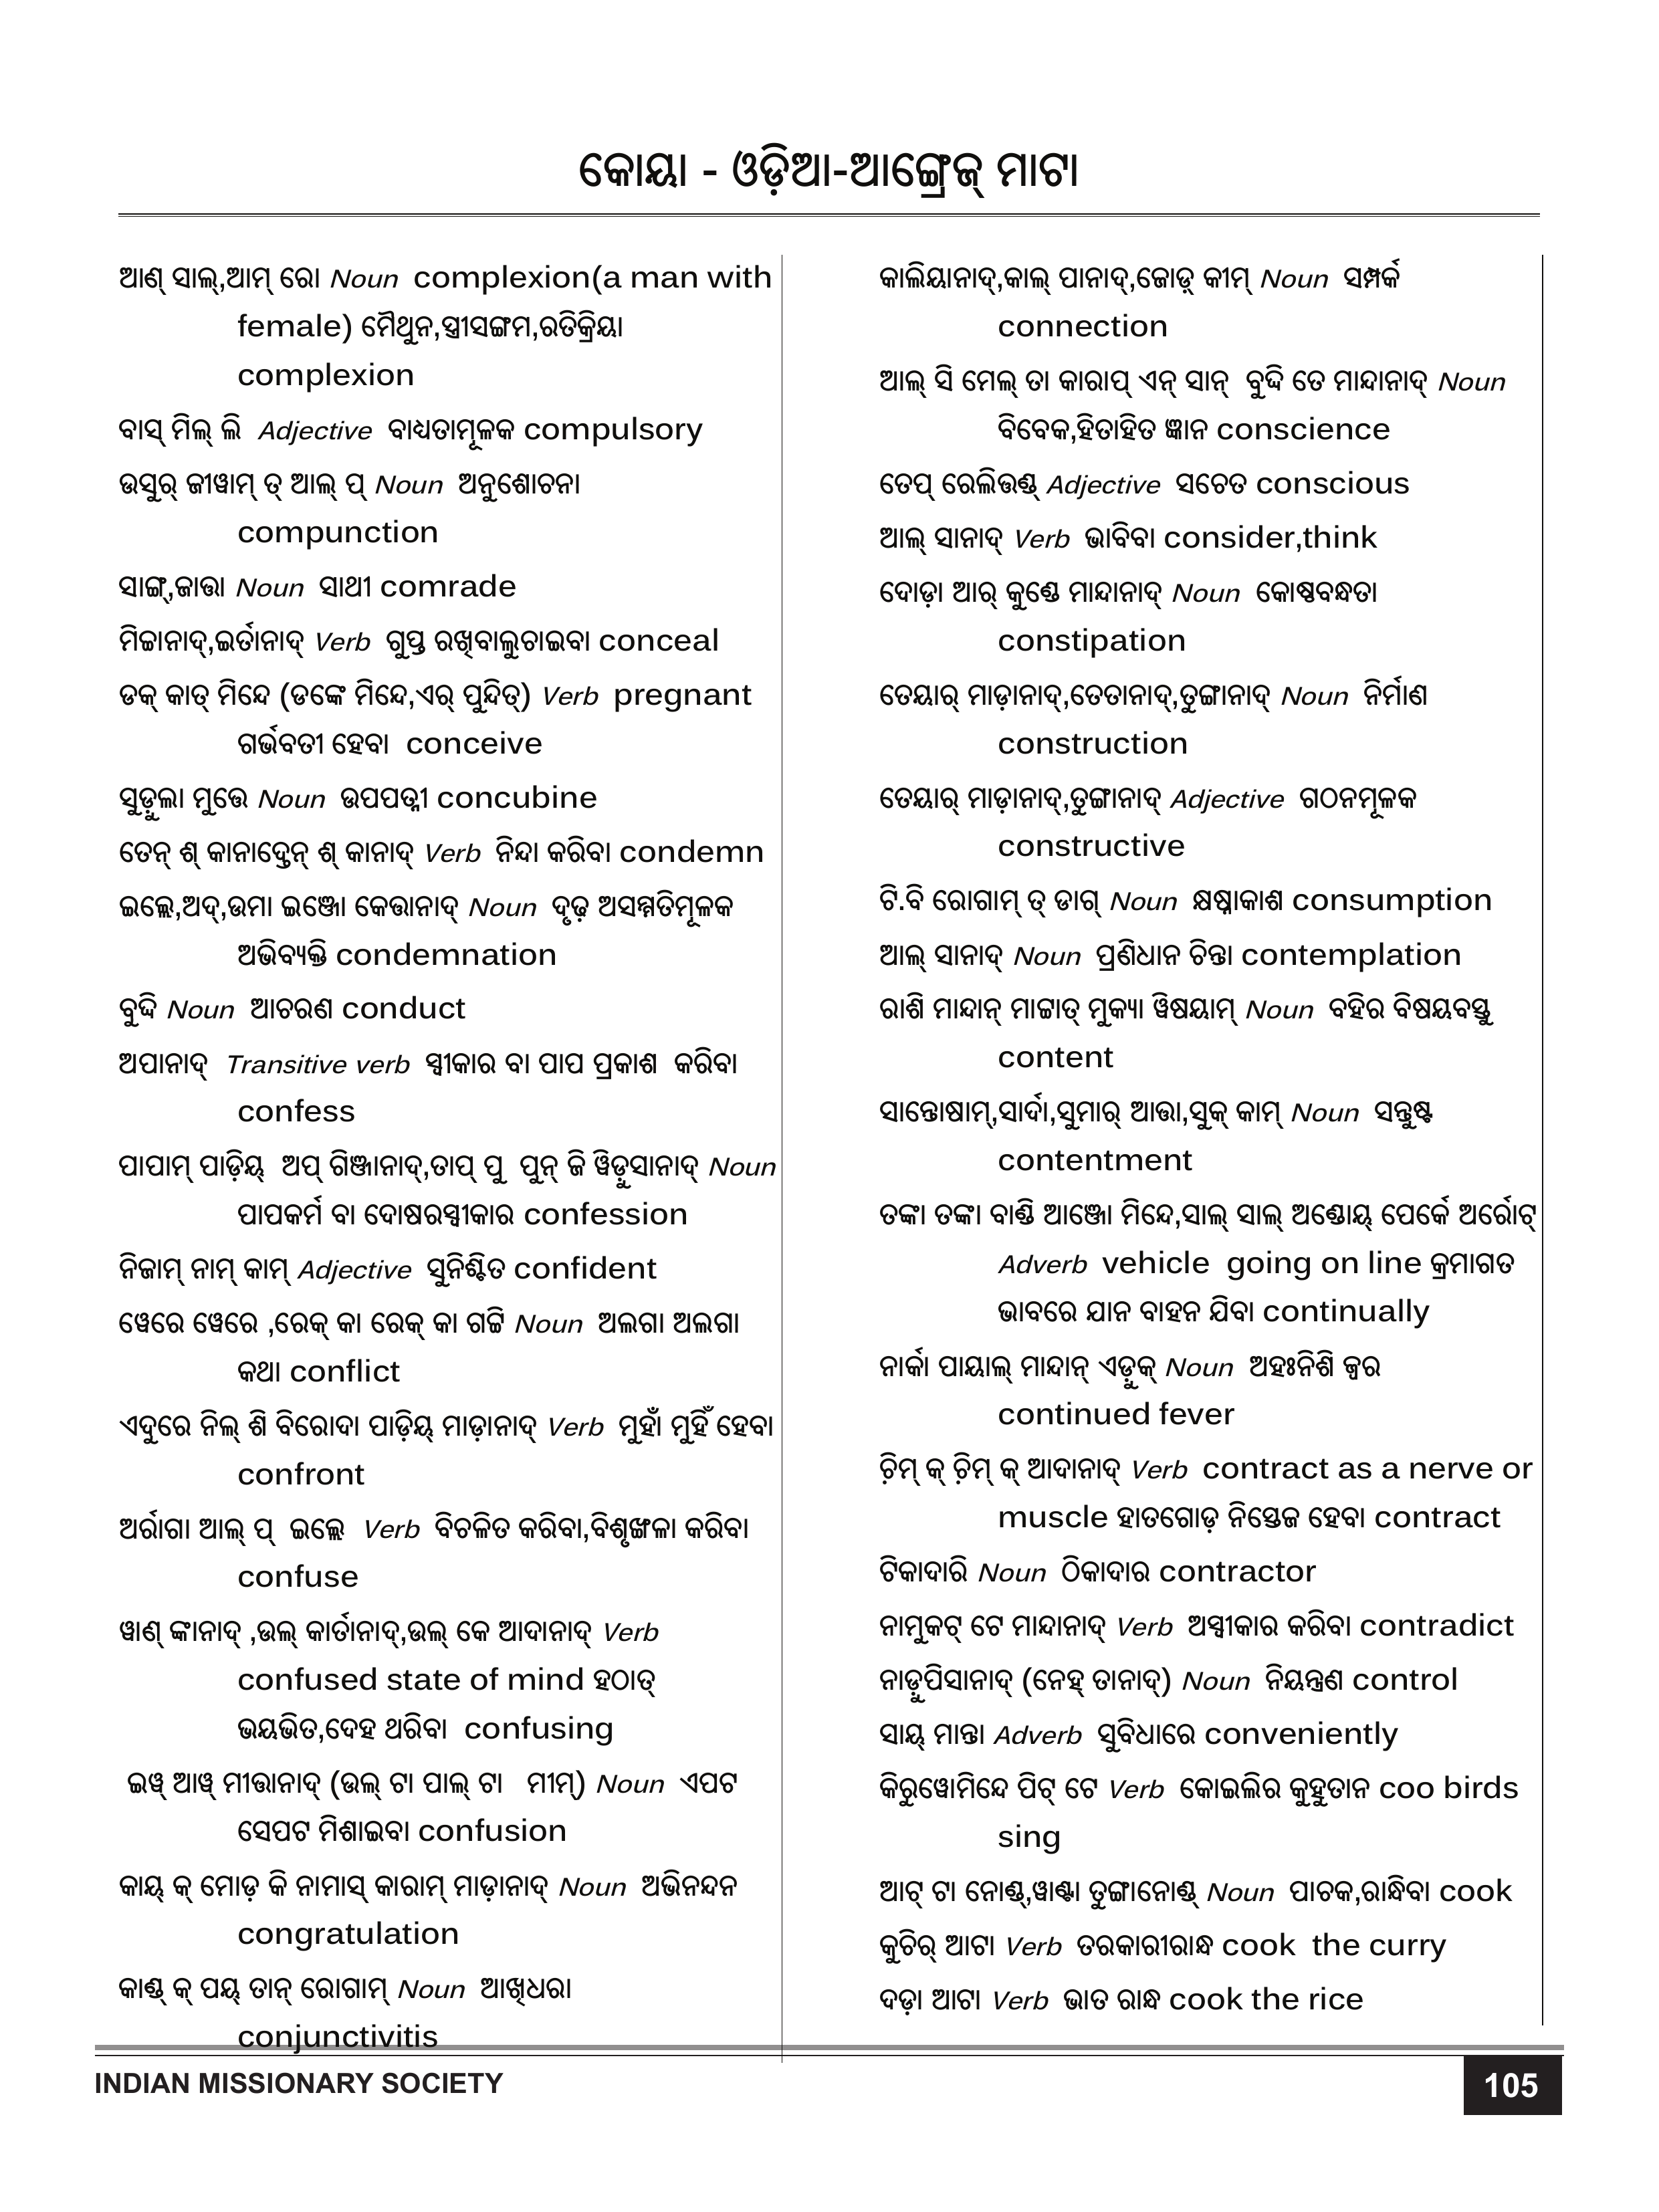 କୋୟା - ଓଡ଼ିଆ-ଆଙ୍ଗ୍ରେଜ୍ ମାଟା
ଆଣ୍ ସାଲ୍,ଆମ୍ ରୋ Noun complexion(a man with
female) ମୈଥୁନ,ସ୍ତ୍ରୀସଙ୍ଗମ,ରତିକ୍ରିୟା
complexion
ବାସ୍ ମିଲ୍ ଲି Adjective ବାଧ୍ୟତାମୂଳକ compulsory
ଉସୁର୍ ଜୀୱାମ୍ ତ୍ ଆଲ୍ ପ୍ Noun ଅନୁଶୋଚନା
compunction
ସାଙ୍ଗ୍,ଜାତ୍ତା Noun ସାଥୀ comrade
ମିଢାନାଦ୍,ଇର୍ତାନାଦ୍ Verb ଗୁପ୍ତ ରଖିବାଲୁଚାଇବା conceal
ଡକ୍ କାତ୍ ମିନ୍ଦେ (ଡଙ୍କେ ମିନ୍ଦେ,ଏର୍ ପୁନ୍ଦିତ୍) Verb pregnant
ଗର୍ଭବତୀ ହେବା conceive
ସୁଡ଼ୁଲା ମୁତ୍ତେ Noun ଉପପତ୍ନୀ concubine
ତେନ୍ ଶ୍ କାନାଦ୍ତେନ୍ ଶ୍ କାନାଦ୍ Verb ନିନ୍ଦା କରିବା condemn
ଇଲ୍ଲେ,ଅଦ୍,ଉମା ଇଞ୍ଜୋ କେତ୍ତାନାଦ୍ Noun ଦୃଢ଼ ଅସନ୍ମତିମୂଳକ
ଅଭିବ୍ୟକ୍ତି condemnation
ବୁଦ୍ଦି Noun ଆଚରଣ conduct
ଅପାନାଦ୍ Transitive verb ସ୍ୱୀକାର ବା ପାପ ପ୍ରକାଶ କରିବା
confess
ପାପାମ୍ ପାଡ଼ିୟ୍ ଅପ୍ ଗିଞ୍ଜାନାଦ୍,ତାପ୍ ପୁ ପୁନ୍ ଜି ୱିଡ଼ୁସାନାଦ୍ Noun
ପାପକର୍ମ ବା ଦୋଷରସ୍ୱୀକାର confession
ନିଜାମ୍ ନାମ୍ କାମ୍ Adjective ସୁନିଶ୍ଚିତ confident
ୱେରେ ୱେରେ ,ରେକ୍ କା ରେକ୍ କା ଗଟ୍ଟି Noun ଅଲଗା ଅଲଗା
କଥା conflict
ଏଦୁରେ ନିଲ୍ ଶି ବିରୋଦା ପାଡ଼ିୟ୍ ମାଡ଼ାନାଦ୍ Verb ମୁହାଁ ମୁହିଁ ହେବା
confront
ଅର୍ରାଗା ଆଲ୍ ପ୍ ଇଲ୍ଲେ Verb ବିଚଳିତ କରିବା,ବିଶୃଙ୍ଖଳା କରିବା
confuse
ୱାଣ୍ ଙ୍କାନାଦ୍ ,ଉଲ୍ କାର୍ତାନାଦ୍,ଉଲ୍ କେ ଆଦାନାଦ୍ Verb
confused state of mind ହଠାତ୍
ଭୟଭିତ,ଦେହ ଥରିବା confusing
ଇୱ୍ ଆୱ୍ ମୀତ୍ତାନାଦ୍ (ଉଲ୍ ଟା ପାଲ୍ ଟା ମୀମ୍) Noun ଏପଟ
ସେପଟ ମିଶାଇବା confusion
କାୟ୍ କ୍ ମୋଡ଼ କି ନାମାସ୍ କାରାମ୍ ମାଡ଼ାନାଦ୍ Noun ଅଭିନନ୍ଦନ
congratulation
କାଣ୍ଡ୍ କ୍ ପୟ୍ ତାନ୍ ରୋଗାମ୍ Noun ଆଖିଧରା
conjunctivitis
କାଲିୟାନାଦ୍,କାଲ୍ ପାନାଦ୍,ଜୋଡ଼୍ କୀମ୍ Noun ସମ୍ପର୍କ
connection
ଆଲ୍ ସି ମେଲ୍ ତା କାରାପ୍ ଏନ୍ ସାନ୍ ବୁଦ୍ଦି ତେ ମାନ୍ଦାନାଦ୍ Noun
ବିବେକ,ହିତାହିତ ଜ୍ଞାନ conscience
ତେପ୍ ରେଲିଉଣ୍ଡ୍ Adjective ସଚେତ conscious
ଆଲ୍ ସାନାଦ୍ Verb ଭାବିବା consider,think
ଦୋଡ଼ା ଆର୍ କୁଣ୍ଡେ ମାନ୍ଦାନାଦ୍ Noun କୋଷ୍ଠବନ୍ଧତା
constipation
ତେୟାର୍ ମାଡ଼ାନାଦ୍,ତେତାନାଦ୍,ତୁଙ୍ଗାନାଦ୍ Noun ନିର୍ମାଣ
construction
ତେୟାର୍ ମାଡ଼ାନାଦ୍,ତୁଙ୍ଗାନାଦ୍ Adjective ଗଠନମୂଳକ
constructive
ଟି.ବି ରୋଗାମ୍ ତ୍ ଡାଗ୍ Noun କ୍ଷଷ୍ନାକାଶ consumption
ଆଲ୍ ସାନାଦ୍ Noun ପ୍ରଣିଧାନ ଚିନ୍ତା contemplation
ରାଶି ମାନ୍ଦାନ୍ ମାଟ୍ଟାତ୍ ମୁକ୍ୟା ୱିଷୟାମ୍ Noun ବହିର ବିଷୟବସ୍ତୁ
content
ସାନ୍ତୋଷାମ୍,ସାର୍ଦା,ସୁମାର୍ ଆତ୍ତା,ସୁକ୍ କାମ୍ Noun ସନ୍ତୁଷ୍ଟ
contentment
ତଙ୍କା ତଙ୍କା ବାଣ୍ଡି ଆଞ୍ଜୋ ମିନ୍ଦେ,ସାଲ୍ ସାଲ୍ ଅଣ୍ଡୋୟ୍ ପେର୍କେ ଅର୍ରୋଟ୍
Adverb vehicle going on line କ୍ରମାଗତ
ଭାବରେ ଯାନ ବାହନ ଯିବା continually
ନାର୍କା ପାୟାଲ୍ ମାନ୍ଦାନ୍ ଏଡ଼ୁକ୍ Noun ଅହଃନିଶି ଜ୍ୱର
continued fever
ଚ଼ିମ୍ କ୍ ଚ଼ିମ୍ କ୍ ଆଦାନାଦ୍ Verb contract as a nerve or
muscle ହାତଗୋଡ଼ ନିସ୍ତେଜ ହେବା contract
ଟିକାଦାରି Noun ଠିକାଦାର contractor
ନାମୁକଟ୍ ଟେ ମାନ୍ଦାନାଦ୍ Verb ଅସ୍ୱୀକାର କରିବା contradict
ନାଡ଼ୁପିସାନାଦ୍ (ନେହ୍ ତାନାଦ୍) Noun ନିୟନ୍ତ୍ରଣ control
ସାୟ୍ ମାନ୍ତା Adverb ସୁବିଧାରେ conveniently
କିରୁୱୋମିନ୍ଦେ ପିଟ୍ ଟେ Verb କୋଇଲିର କୁହୁତାନ coo birds
sing
ଆଟ୍ ଟା ନୋଣ୍ଡ୍,ୱାଣ୍ଟା ତୁଙ୍ଗାନୋଣ୍ଡ୍ Noun ପାଚକ,ରାନ୍ଧିବା cook
କୁଚିର୍ ଆଟା Verb ତରକାରୀରାନ୍ଧ cook the curry
ଦଡ଼ା ଆଟା Verb ଭାତ ରାନ୍ଧ cook the rice
INDIAN MISSIONARY SOCIETY
105